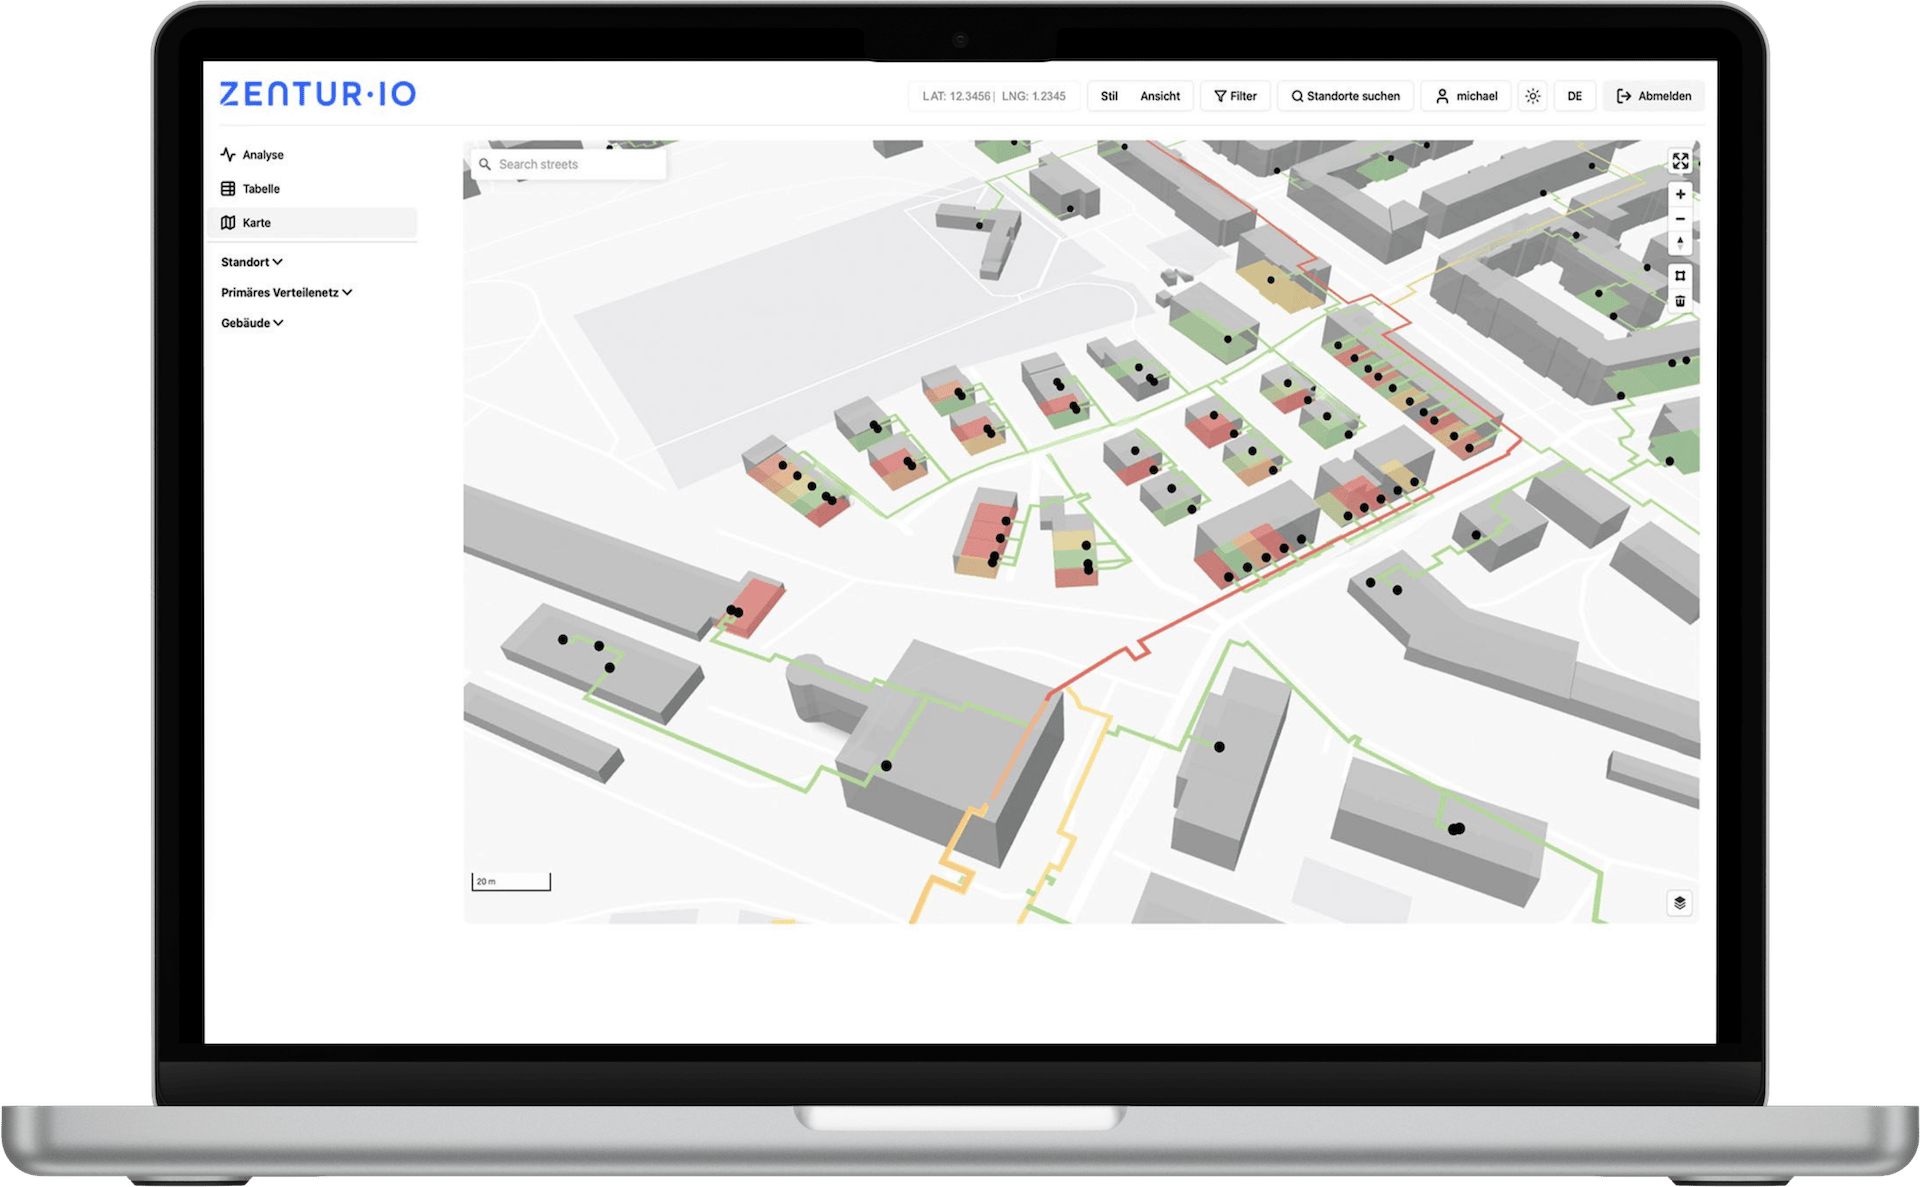 ZENTUR·IO
LAT: 12.3456 | LNG: 1.2345
Stil
Ansicht
Filter
Standorte suchen
michael
DE
Abmelden
Analyse
Tabelle
Karte
Standort
Primäres Verteilenetz
Gebäude
Search streets
20 m